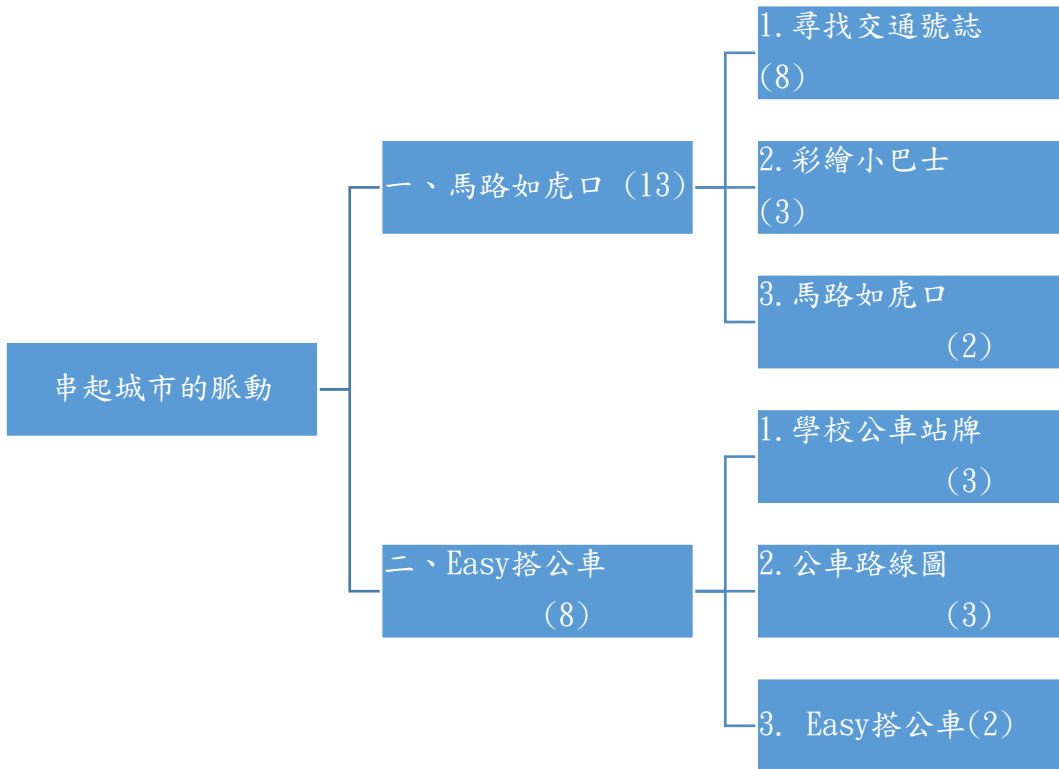 串起城市的脈動
一、馬路如虎口 (13)
1.尋找交通號誌
(8)
2.彩繪小巴士
(3)
3.馬路如虎口
(2)
二、Easy搭公車
(8)
1.學校公車站牌
(3)
2.公車路線圖
(3)
3. Easy搭公車(2)